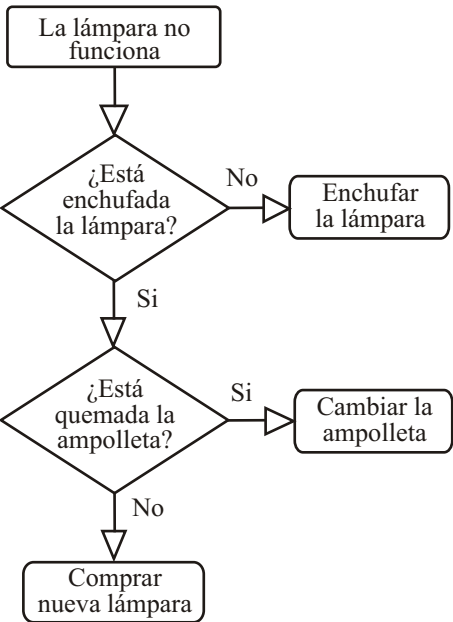 La lámpara no
funciona
¿Está
enchufada
la lámpara?
No
Enchufar
la lámpara
Si
¿Está
quemada la
ampolleta?
Si
Cambiar la
ampolleta
No
Comprar
nueva lámpara